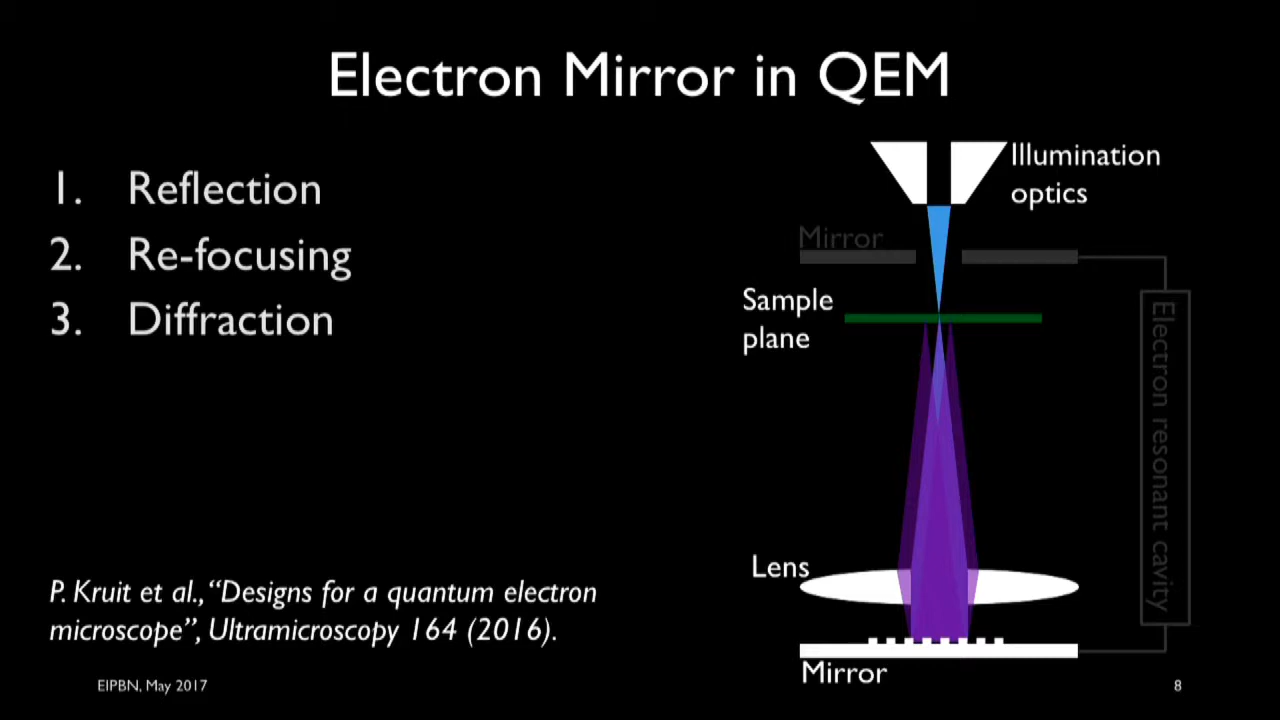 Electron Mirror in QEM
1. Reflection
2. Re-focusing
3. Diffraction
P. Kruit et al., “Designs for a quantum electron
microscope”, Ultramicroscopy 164 (2016).
Illumination
optics
Mirror
Sample
plane
Electron resonant cavity
Lens
Mirror
EIPBN, May 2017
8